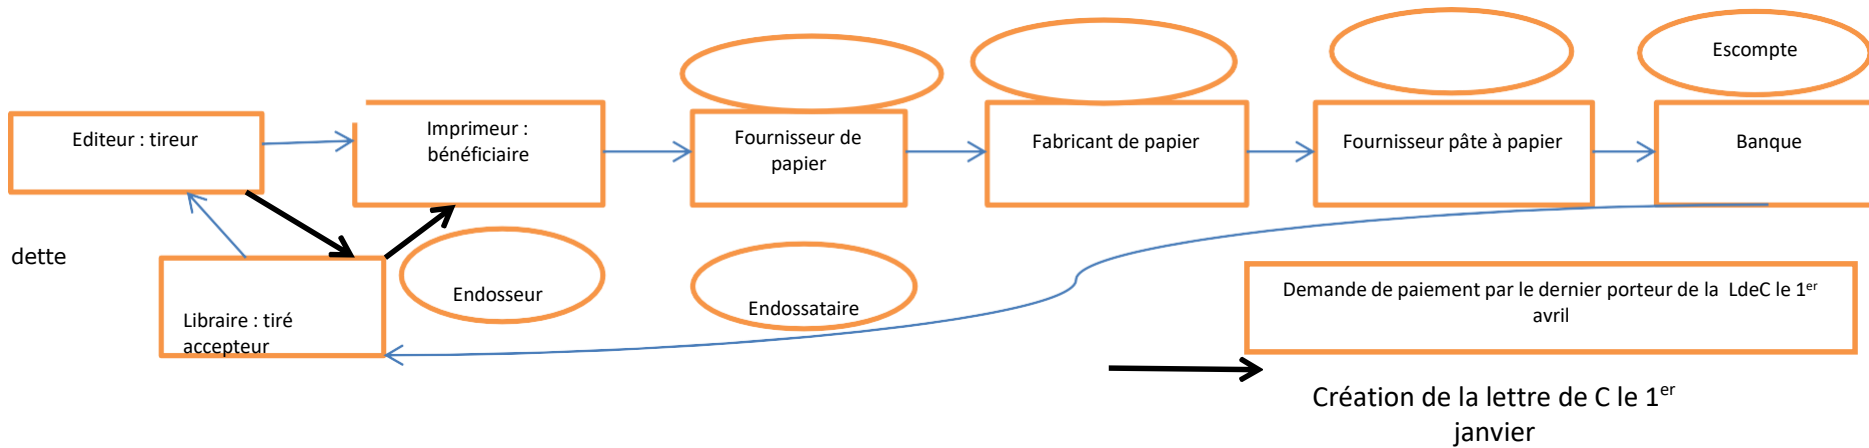 Escompte
Editeur : tireur
Imprimeur :
bénéficiaire
Fournisseur de
papier
Fabricant de papier
Fournisseur pâte à papier
Banque
dette
Libraire : tiré
accepteur
Endosseur
Endossataire
Demande de paiement par le dernier porteur de la LdeC le 1er
avril
Création de la lettre de C le 1er
janvier